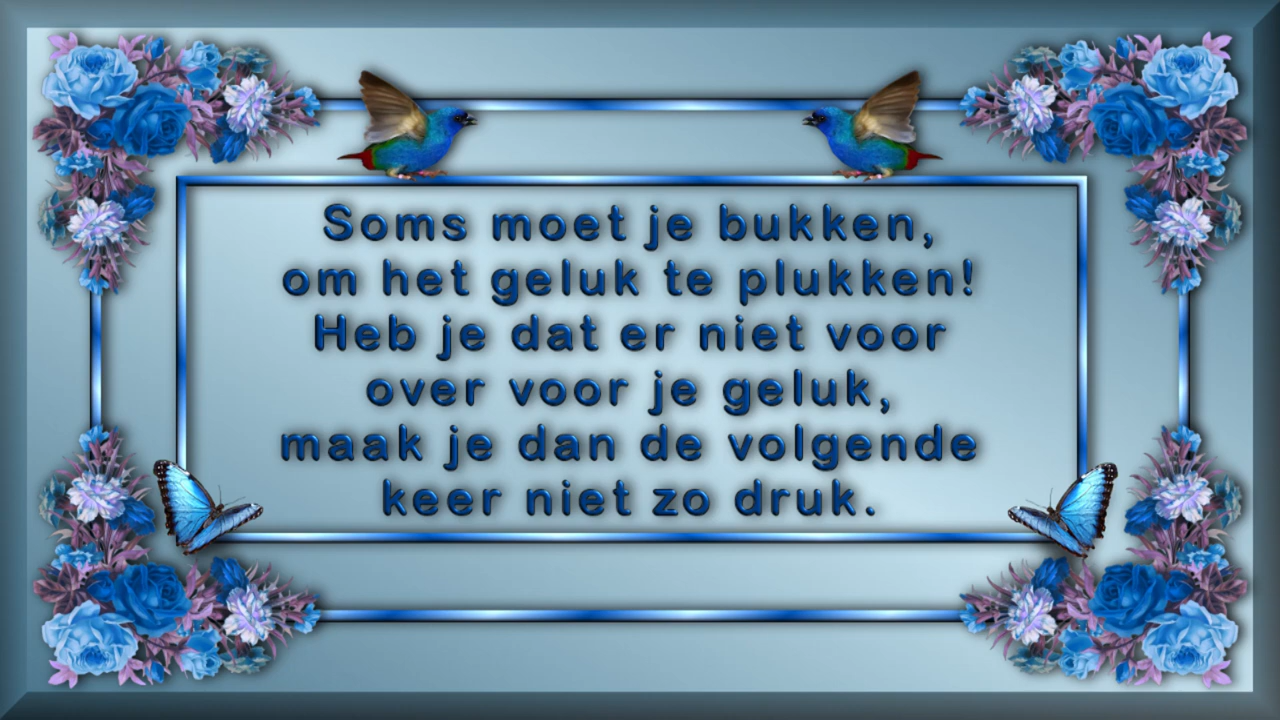 Soms moet je bukken,
om het geluk te plukken!
Heb je dat er niet voor
over voor je geluk,
maak je dan de volgende
keer niet zo druk.